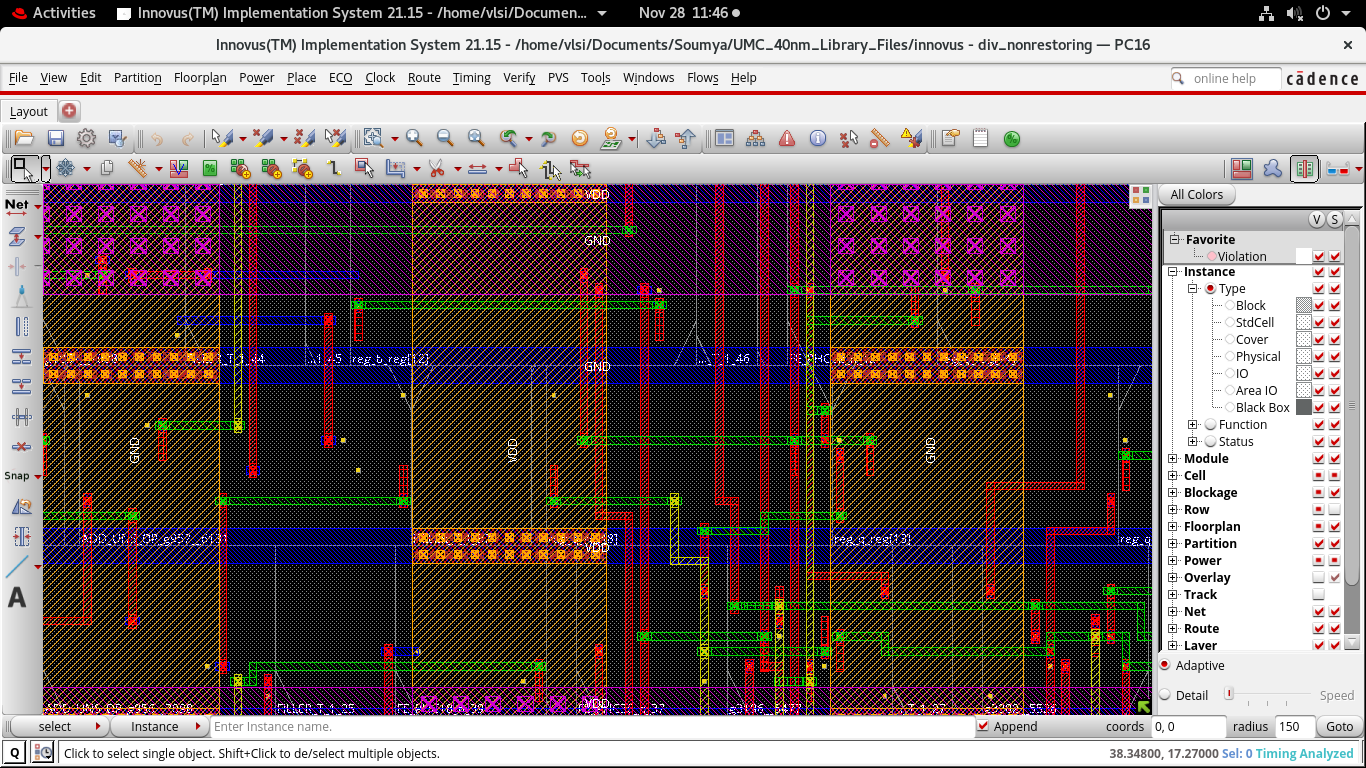 Activities Innovus(TM) Implementation System 21.15 - /home/vlsi/Documen... Nov 28 11:46
Innovus(TM) Implementation System 21.15 - /home/vlsi/Documents/Soumya/UMC_40nm_Library_Files/innovus - div_nonrestoring — PC16
File View Edit Partition Floorplan Power Place ECO Clock Route Timing Verify PVS Tools Windows Flows Help online help cādence
Layout
Net
Snap
A
VDD
GND
T_1_44
1_45
reg_b_reg[12]
GND
1_46
GND
VDD
GND
VDD
reg_q_reg[13]
reg_q
VDD
All Colors
V S
Favorite
Violation
Instance
Type
Block
StdCell
Cover
Physical
IO
Area IO
Black Box
Function
Status
Module
Cell
Blockage
Row
Floorplan
Partition
Power
Overlay
Track
Net
Route
Layer
Adaptive
Detail Speed
select Instance Enter Instance name. Append coords 0, 0 radius 150 Goto
Q Click to select single object. Shift+Click to de/select multiple objects. 38.34800, 17.27000 Sel: 0 Timing Analyzed